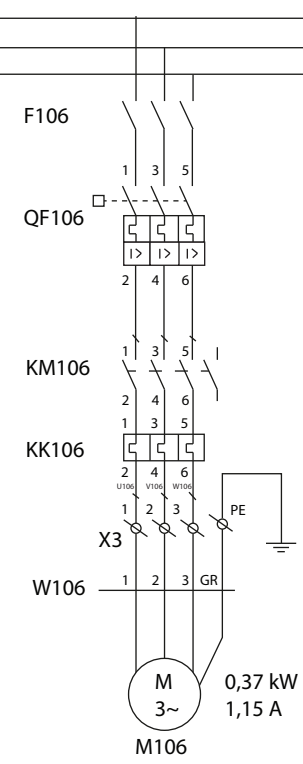 F106
1 3 5
QF106
I> I> I>
2 4 6
1 3 5
KM106
2 4 6
1 3 5
KK106
2 4 6
U106 V106 W106
1 2 3 PE
X3
W106 1 2 3 GR
M 0,37 kW
3~ 1,15 A
M106